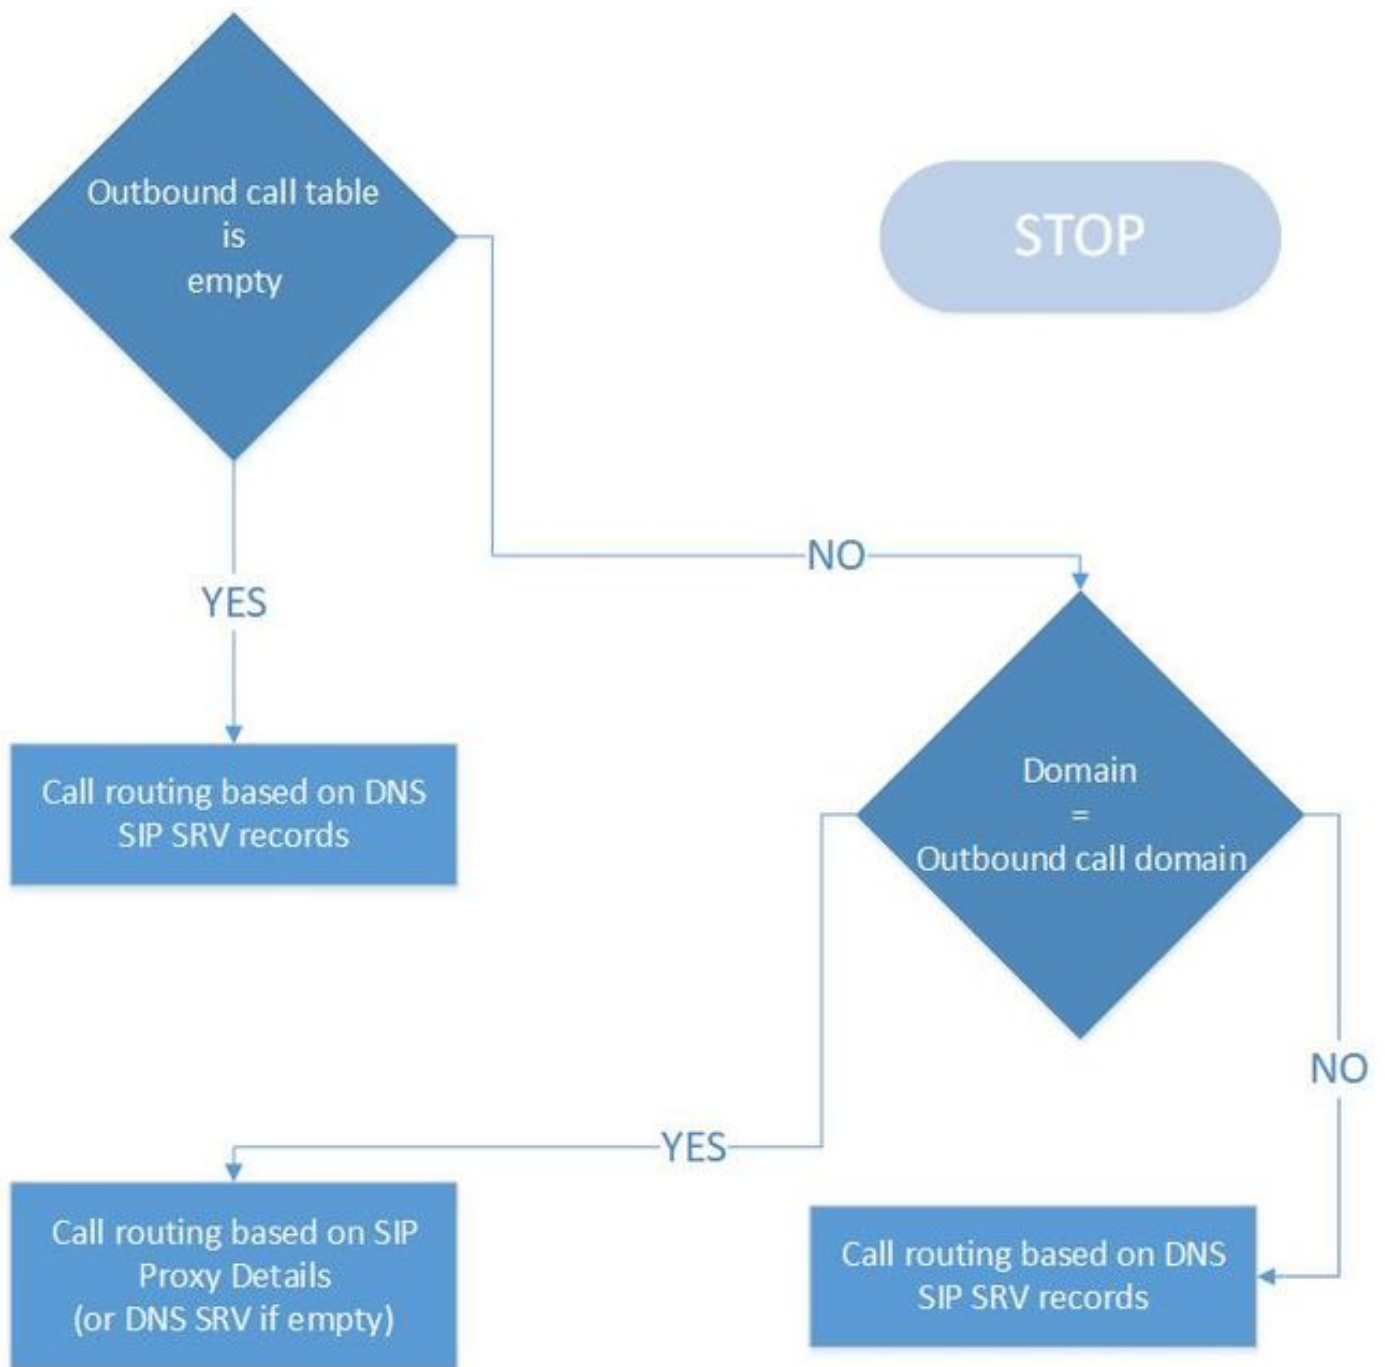 Outbound call table
is
empty
STOP
NO
YES
Call routing based on DNS
SIP SRV records
Domain
=
Outbound call domain
NO
YES
Call routing based on SIP
Proxy Details
(or DNS SRV if empty)
Call routing based on DNS
SIP SRV records